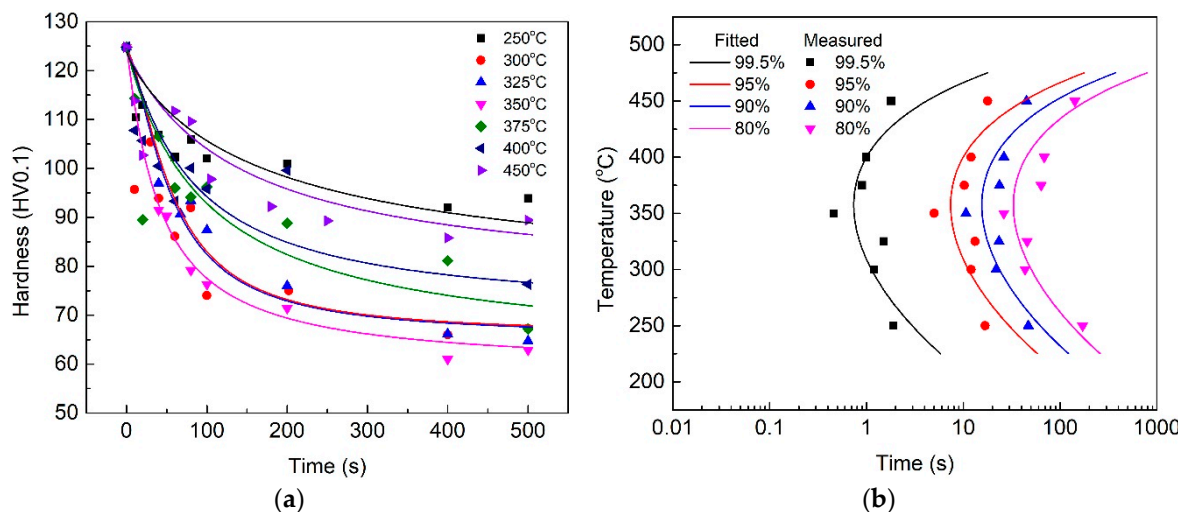 130
120
110
100
90
80
70
60
50
Hardness (HV0.1)
0
100
200
300
400
500
Time (s)
250°C
300°C
325°C
350°C
375°C
400°C
450°C
(a)
500
450
400
350
300
250
200
Temperature (°C)
0.01
0.1
1
10
100
1000
Time (s)
Fitted Measured
99.5% 99.5%
95% 95%
90% 90%
80% 80%
(b)